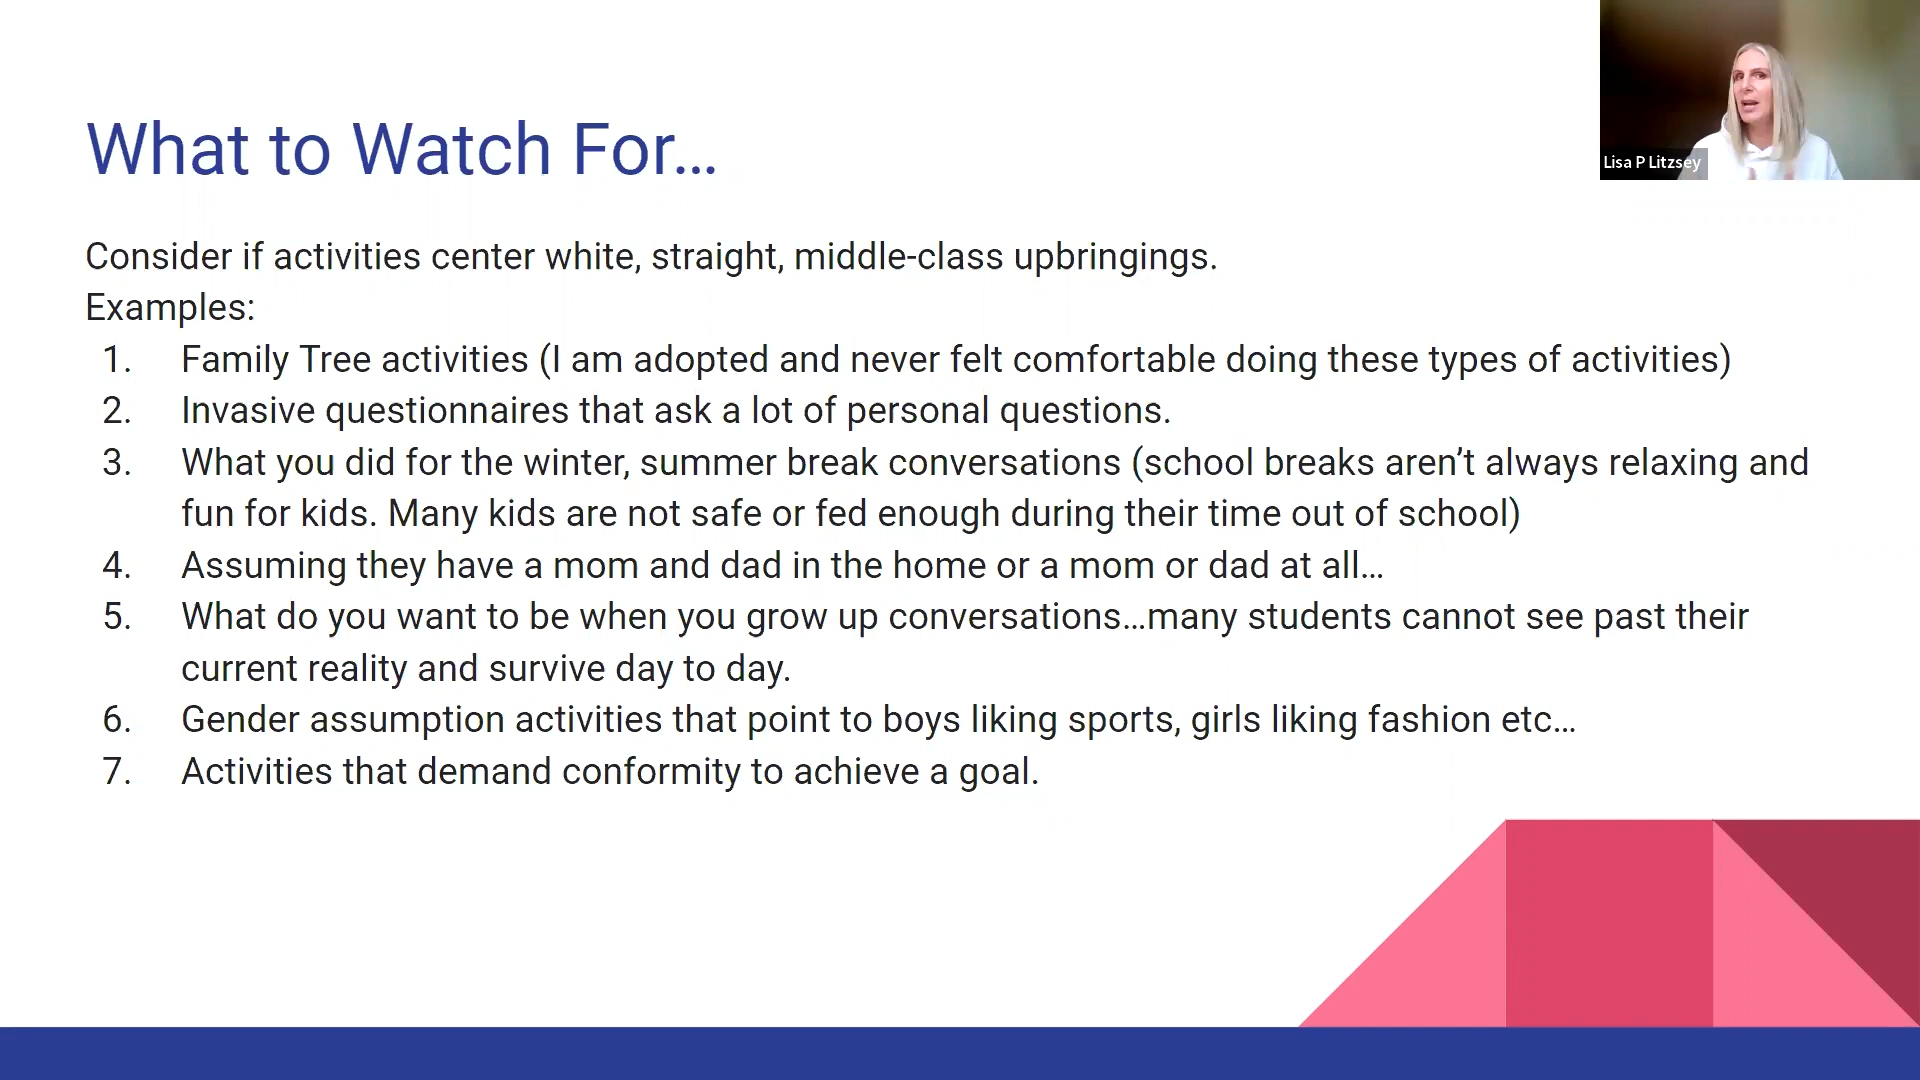 What to Watch For…
Lisa P Litzsey
Consider if activities center white, straight, middle-class upbringings.
Examples:
1. Family Tree activities (I am adopted and never felt comfortable doing these types of activities)
2. Invasive questionnaires that ask a lot of personal questions.
3. What you did for the winter, summer break conversations (school breaks aren’t always relaxing and
fun for kids. Many kids are not safe or fed enough during their time out of school)
4. Assuming they have a mom and dad in the home or a mom or dad at all…
5. What do you want to be when you grow up conversations…many students cannot see past their
current reality and survive day to day.
6. Gender assumption activities that point to boys liking sports, girls liking fashion etc…
7. Activities that demand conformity to achieve a goal.